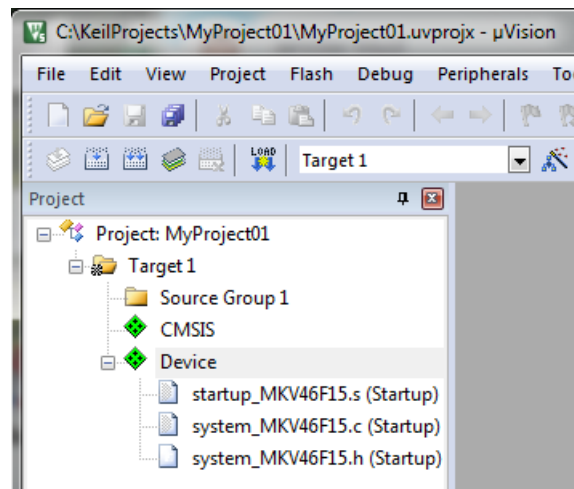 C:\KeilProjects\MyProject01\MyProject01.uvprojx - µVision
File Edit View Project Flash Debug Peripherals
LOAD Target 1
Project
Project: MyProject01
Target 1
Source Group 1
CMSIS
Device
startup_MKV46F15.s (Startup)
system_MKV46F15.c (Startup)
system_MKV46F15.h (Startup)